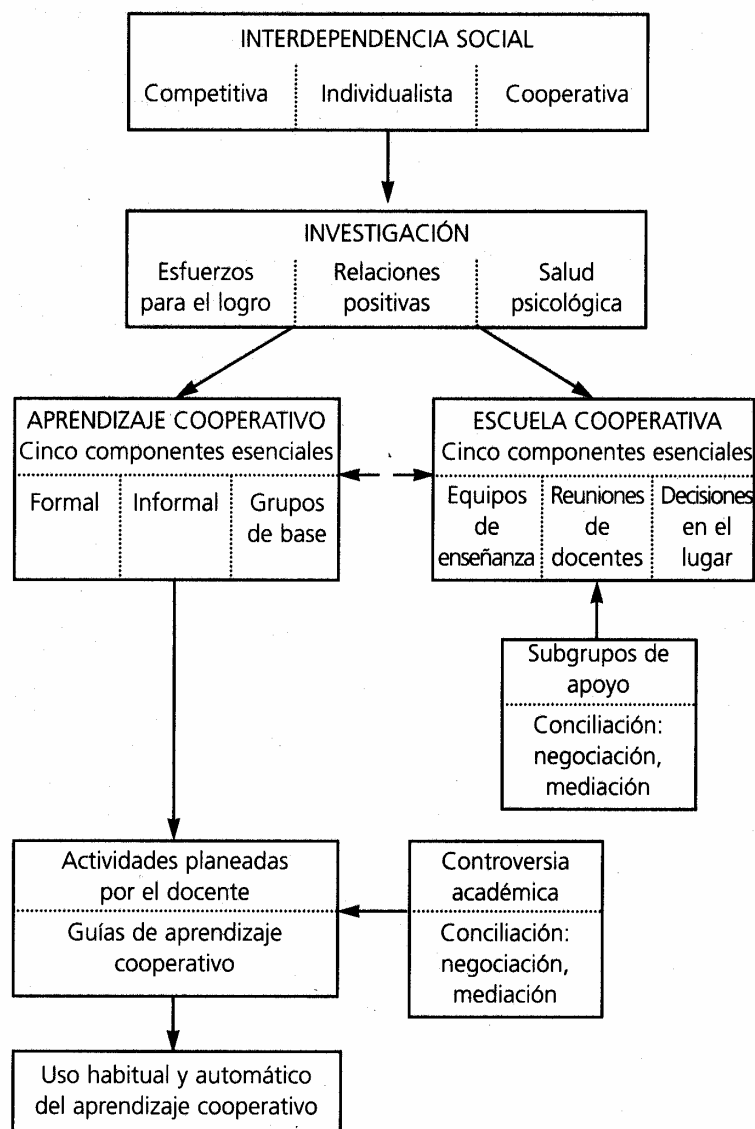 INTERDEPENDENCIA SOCIAL
Competitiva Individualista Cooperativa
INVESTIGACIÓN
Esfuerzos para el logro
Relaciones positivas
Salud psicológica
APRENDIZAJE COOPERATIVO
Cinco componentes esenciales
Formal
Informal
Grupos
de base
ESCUELA COOPERATIVA
Cinco componentes esenciales
Equipos
de
enseñanza
Reuniones
de
docentes
Decisiones
en el
lugar
Subgrupos de
apoyo
Conciliación:
negociación,
mediación
Actividades planeadas
por el docente
Guías de aprendizaje
cooperativo
Controversia
académica
Conciliación:
negociación,
mediación
Uso habitual y automático
del aprendizaje cooperativo